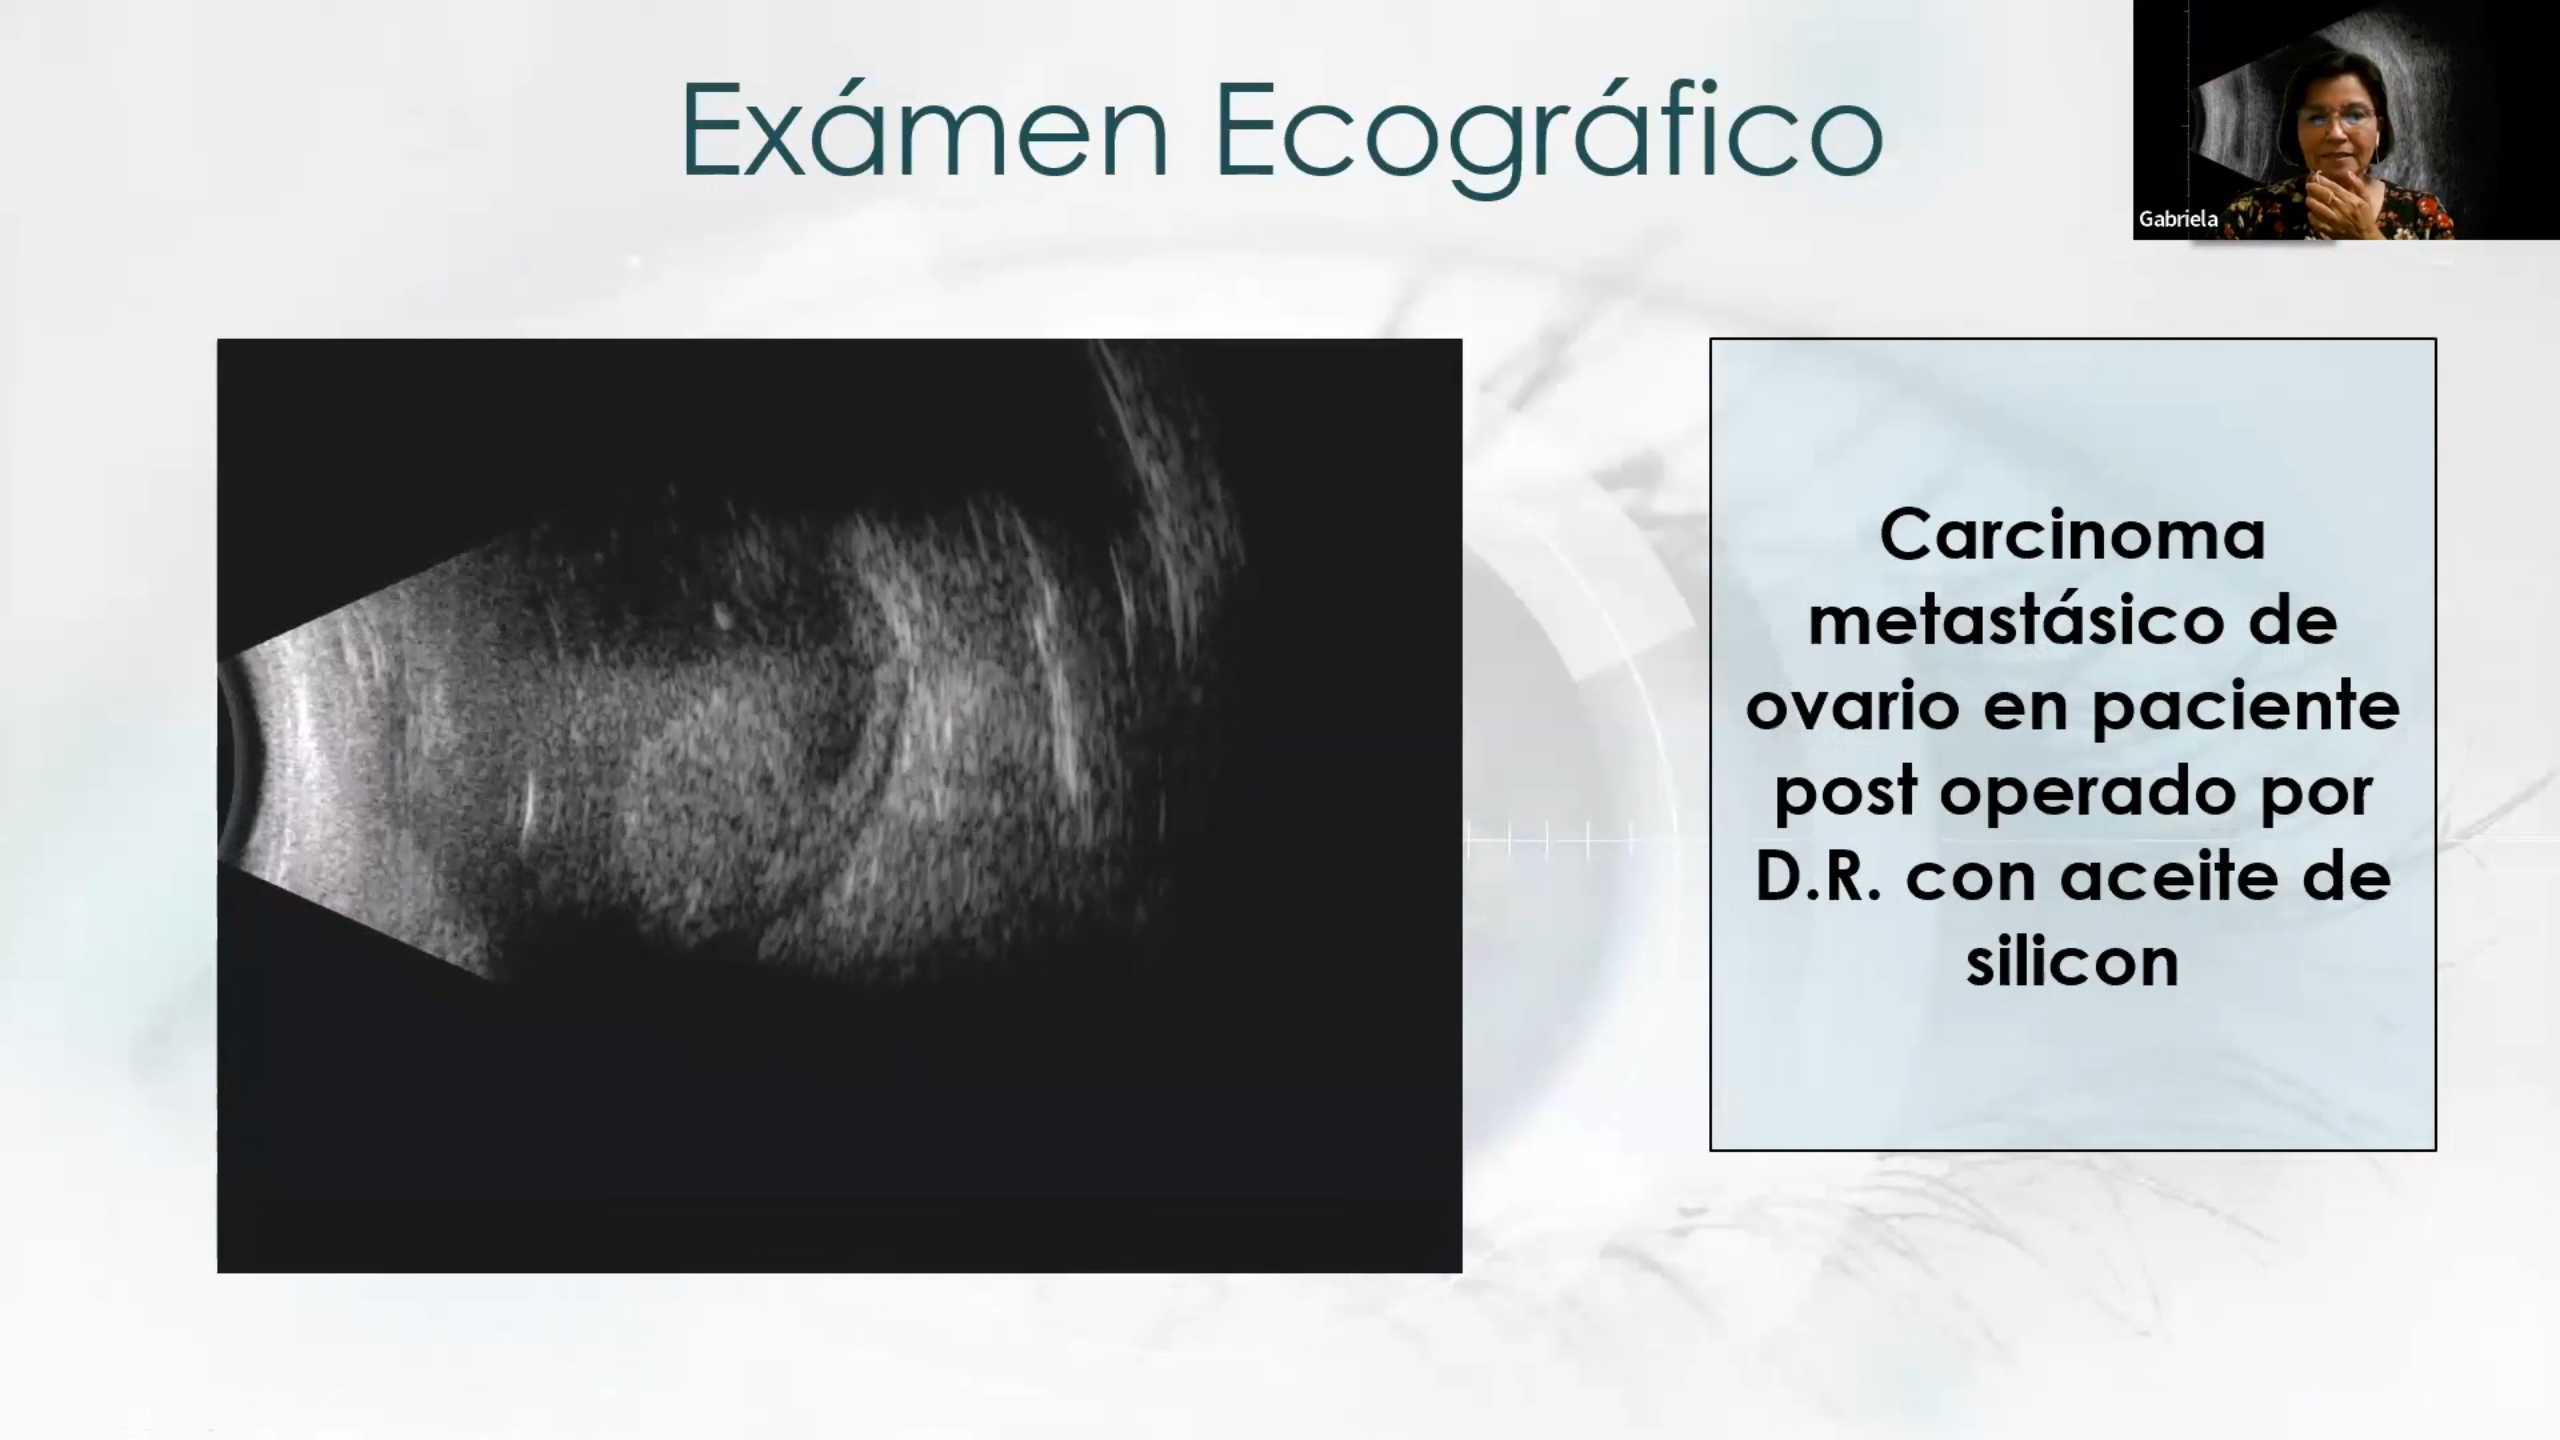 Exámen Ecográfico
Gabriela
Carcinoma
metastásico de
ovario en paciente
post operado por
D.R. con aceite de
silicon